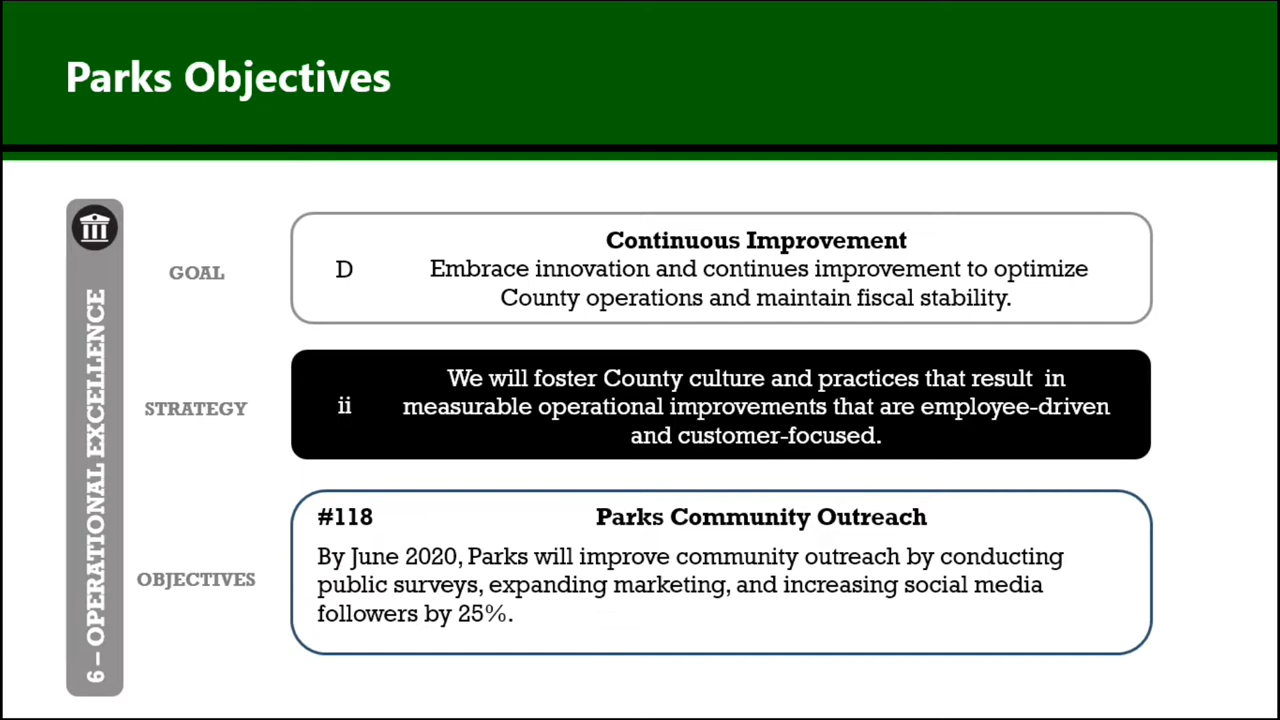 Parks Objectives
6 – OPERATIONAL EXCELLENCE
GOAL
D
Continuous Improvement
Embrace innovation and continues improvement to optimize
County operations and maintain fiscal stability.
STRATEGY
ii
We will foster County culture and practices that result in
measurable operational improvements that are employee-driven
and customer-focused.
OBJECTIVES
#118 Parks Community Outreach
By June 2020, Parks will improve community outreach by conducting
public surveys, expanding marketing, and increasing social media
followers by 25%.